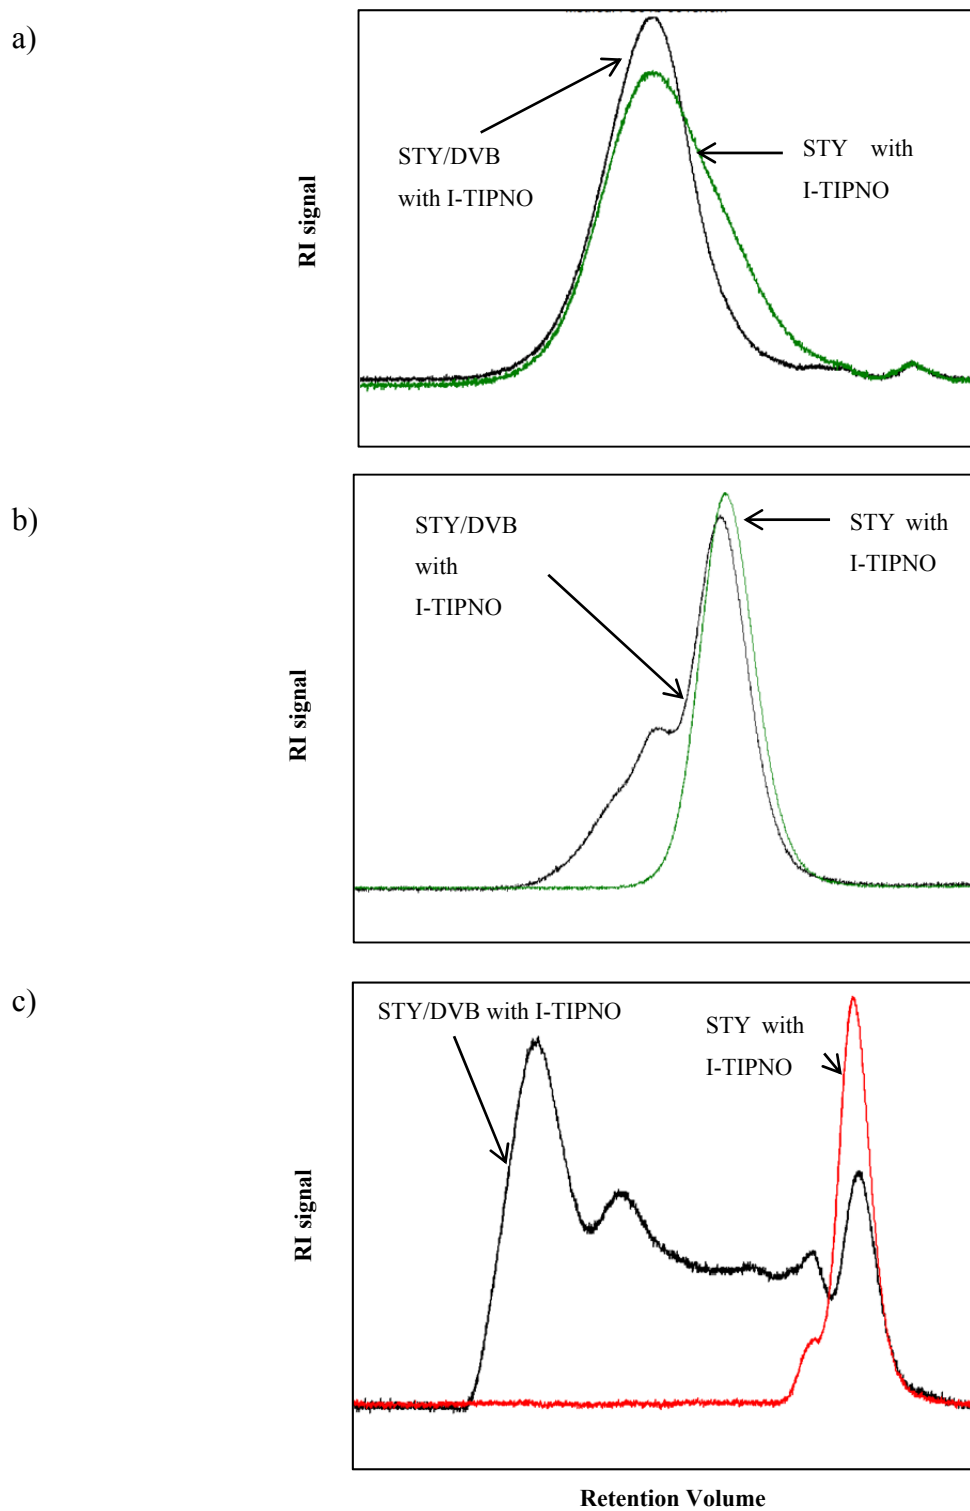 a)
STY/DVB
with I-TIPNO
STY with
I-TIPNO
RI signal
b)
STY/DVB
with
I-TIPNO
STY with
I-TIPNO
RI signal
c)
STY/DVB with I-TIPNO
STY with
I-TIPNO
RI signal
Retention Volume